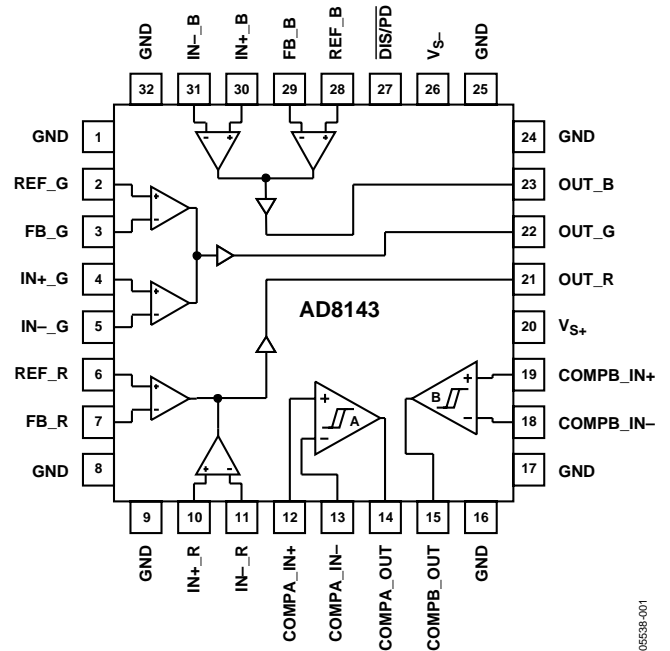 GND
IN–_B
IN+_B
FB_B
REF_B
DIS/PD
VS–
GND
32
31
30
29
28
27
26
25
GND 1
REF_G 2
FB_G 3
IN+_G 4
IN–_G 5
REF_R 6
FB_R 7
GND 8
24 GND
23 OUT_B
22 OUT_G
21 OUT_R
20 VS+
19 COMPB_IN+
18 COMPB_IN–
17 GND
– +
– +
+
–
+
–
+
–
+ –
AD8143
+
–
A
+
–
B
9
10
11
12
13
14
15
16
GND
IN+_R
IN–_R
COMPA_IN+
COMPA_IN–
COMPA_OUT
COMPB_OUT
GND
05538-001